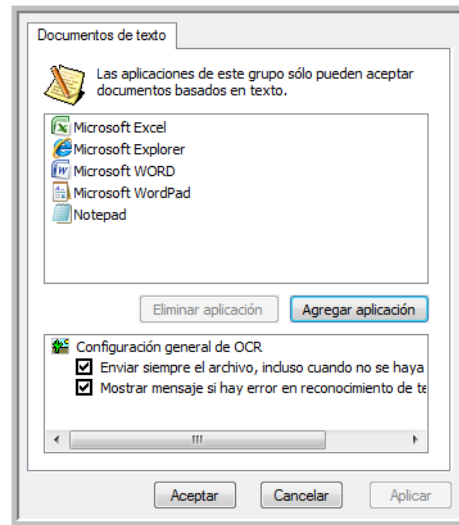 Documentos de texto
Las aplicaciones de este grupo sólo pueden aceptar
documentos basados en texto.
Microsoft Excel
Microsoft Explorer
Microsoft WORD
Microsoft WordPad
Notepad
Eliminar aplicación
Agregar aplicación
Configuración general de OCR
Enviar siempre el archivo, incluso cuando no se haya
Mostrar mensaje si hay error en reconocimiento de te
Aceptar
Cancelar
Aplicar